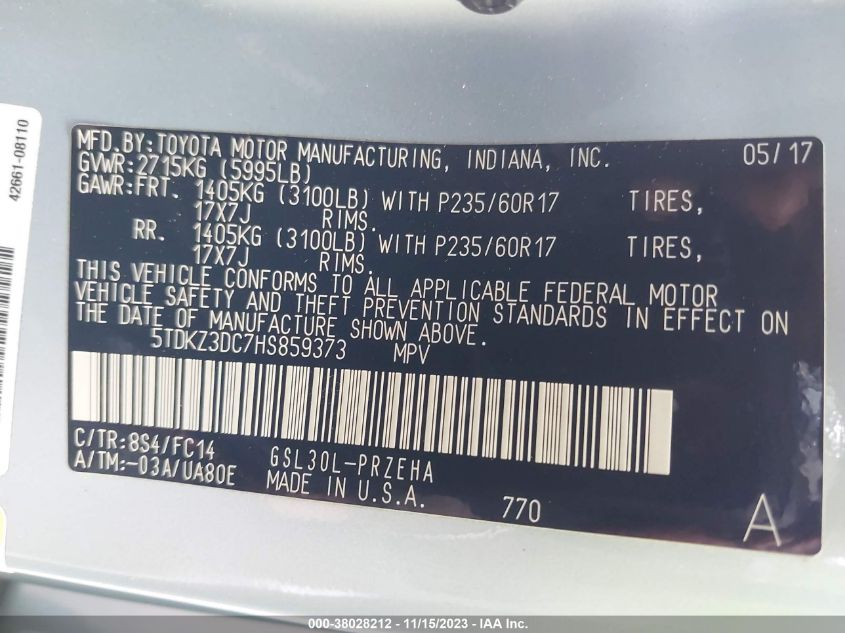 42661-08110
MFD.BY:TOYOTA MOTOR MANUFACTURING, INDIANA, INC. 05/17
GVWR:2715KG (5995LB)
GAWR:FRT. 1405KG (3100LB) WITH P235/60R17 TIRES,
17X7J RIMS.
RR. 1405KG (3100LB) WITH P235/60R17 TIRES,
17X7J RIMS.
THIS VEHICLE CONFORMS TO ALL APPLICABLE FEDERAL MOTOR
VEHICLE SAFETY AND THEFT PREVENTION STANDARDS IN EFFECT ON
THE DATE OF MANUFACTURE SHOWN ABOVE.
5TDKZ3DC7HS859373 MPV
C/TR:8S4/FC14
A/TM:-03A/UA80E
GSL30L-PRZEHA
MADE IN U.S.A.
770
A
000-38028212 - 11/15/2023 - IAA Inc.